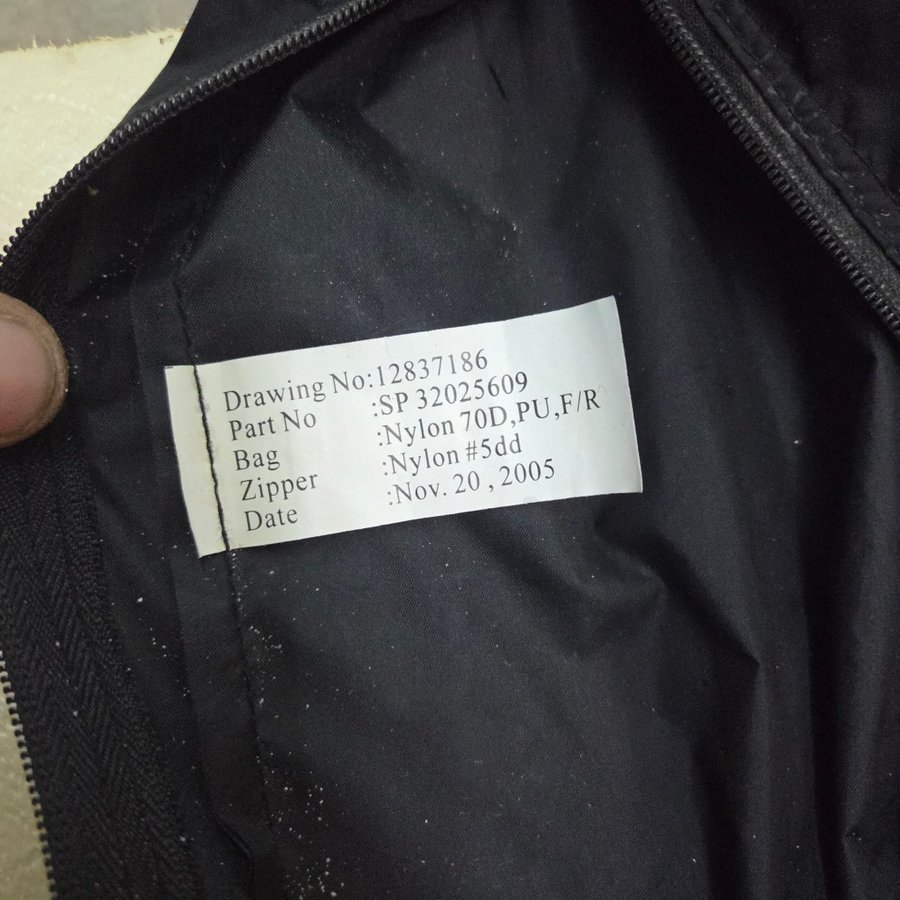 Drawing No:12837186
Part No :SP 32025609
Bag :Nylon 70D,PU,F/R
Zipper :Nylon #5dd
Date :Nov. 20 , 2005